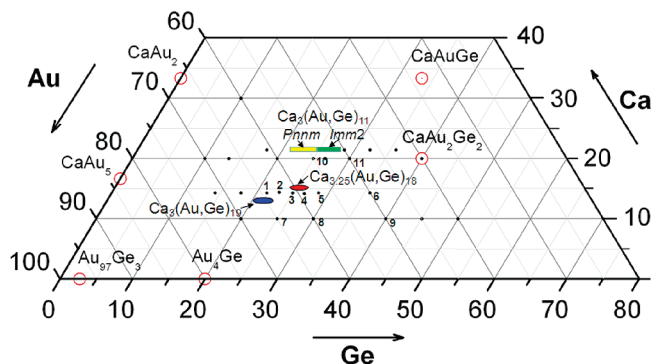 60
40
CaAu2
CaAuGe
Au
70
30
Ca
Ca3(Au,Ge)11
Pnnm Imm2
80
10
11
CaAu2Ge2
20
CaAu5
1
2
3
4
5
6
Ca3.25(Au,Ge)18
90
Ca3(Au,Ge)19
7
8
9
10
Au97Ge3
Au4Ge
100
0 10 20 30 40 50 60 70 80
Ge